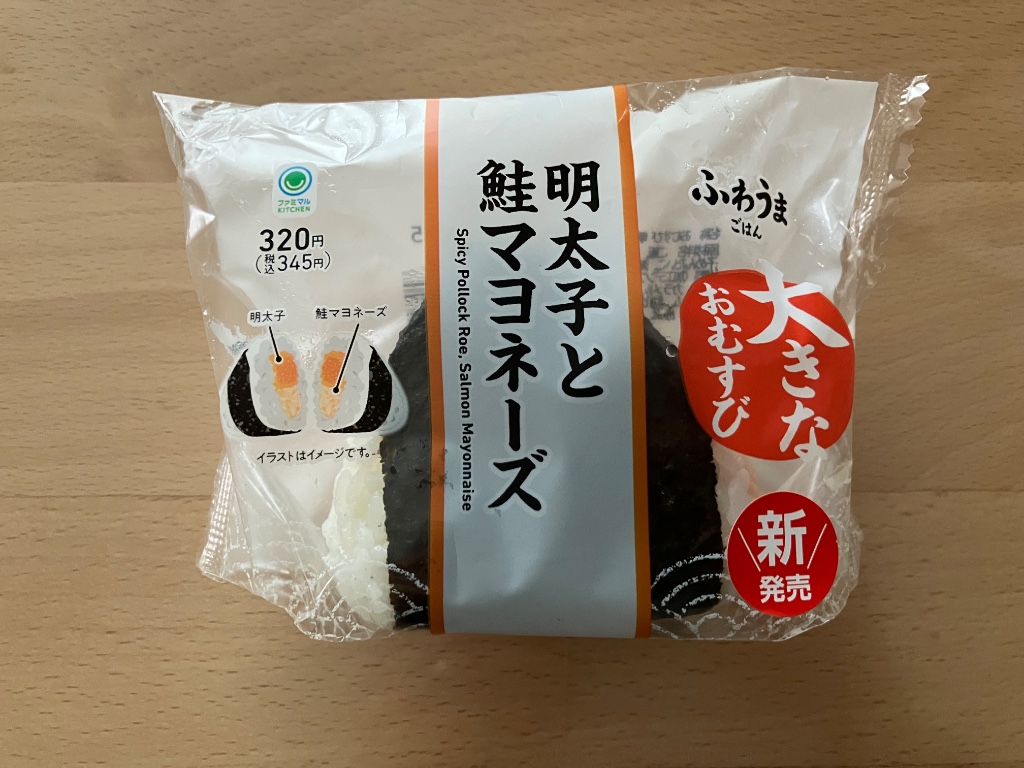 ファミマル
KITCHEN
320円
(税込345円)
明太子
鮭マヨネーズ
イラストはイメージです。
明太子と
鮭マヨネーズ
Spicy Pollock Roe, Salmon Mayonnaise
ふわうま
ごはん
大きな
おむすび
新
発売